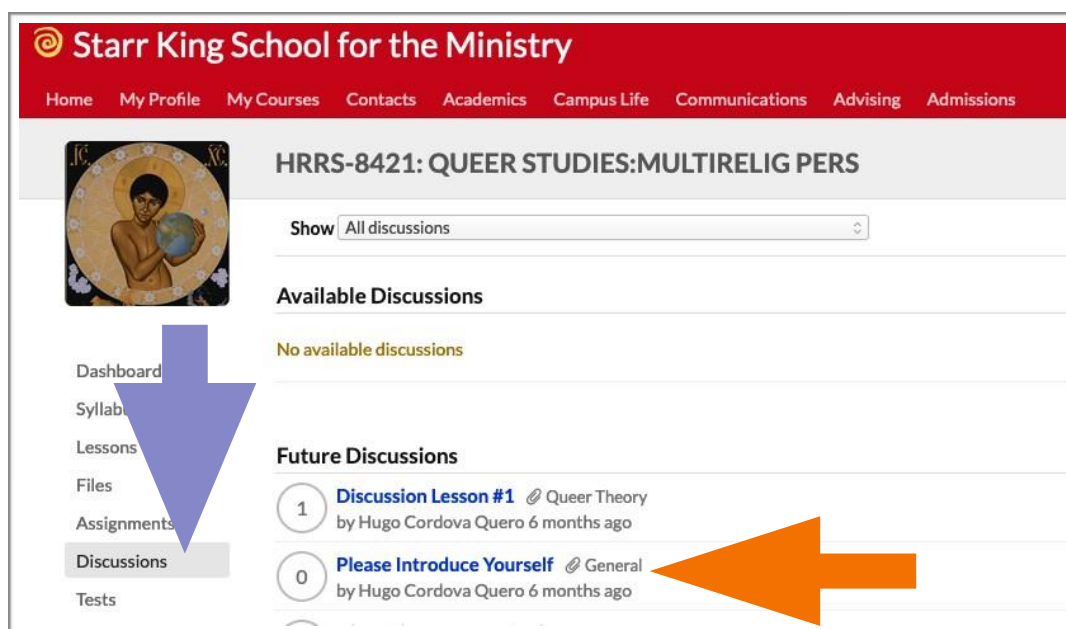 Starr King School for the Ministry
Home My Profile My Courses Contacts Academics Campus Life Communications Advising Admissions
IC. XC.
HRRS-8421: QUEER STUDIES:MULTIRELIG PERS
Show All discussions
Available Discussions
No available discussions
Dashboard
Lessons
Files
Assignments
Discussions
Tests
Future Discussions
1 Discussion Lesson #1 Queer Theory
by Hugo Cordova Quero 6 months ago
0 Please Introduce Yourself General
by Hugo Cordova Quero 6 months ago